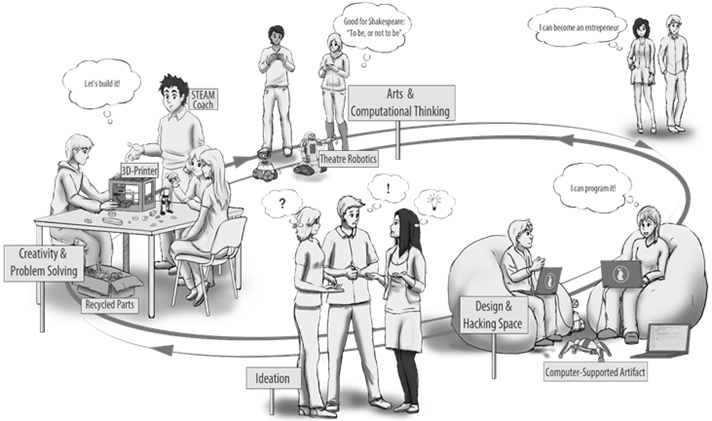 Good for Shakespeare:
"To be, or not to be"
I can become an entrepeneur
Let's build it!
STEAM
Coach
Arts &
Computational Thinking
3D-Printer
Theatre Robotics
?
!
I can program it!
Creativity &
Problem Solving
Recycled Parts
Design &
Hacking Space
Ideation
Computer-Supported Artifact